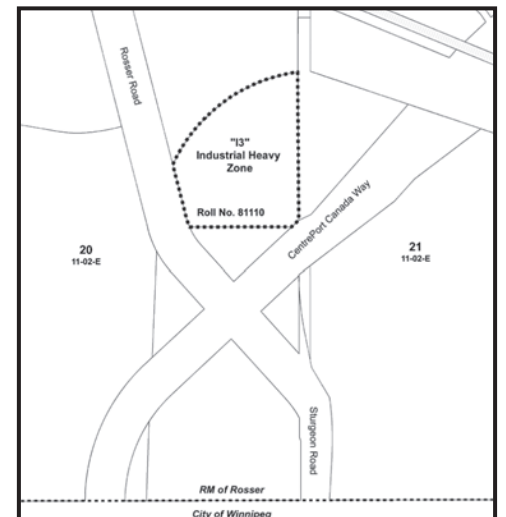 Rosser Road
"I3"
Industrial Heavy
Zone
Roll No. 81110
CentrePort Canada Way
20
11-02-E
21
11-02-E
Sturgeon Road
RM of Rosser
City of Winnipeg